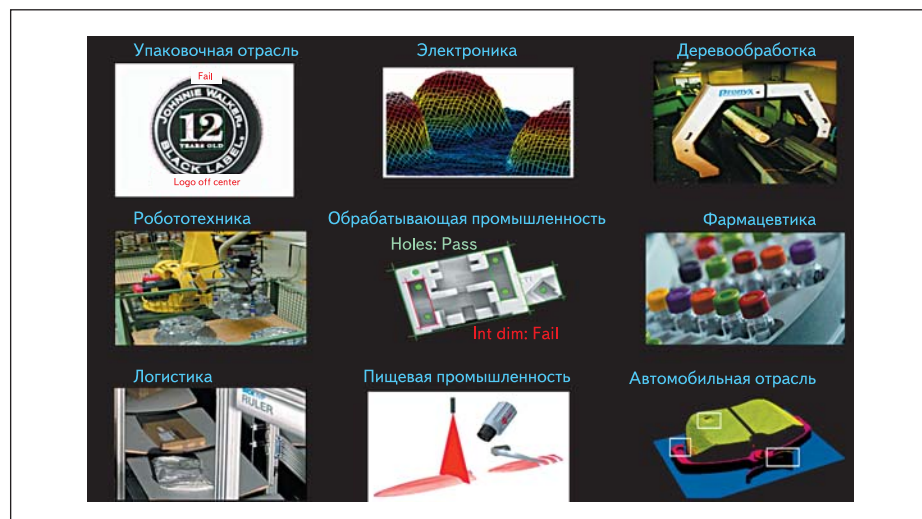 Упаковочная отрасль
Электроника
Деревообработка
Fail
JOHNNIE WALKER
12
YEARS OLD
BLACK LABEL
Logo off center
Робототехника
Обрабатывающая промышленность
Фармацевтика
Holes: Pass
Int dim: Fail
Логистика
Пищевая промышленность
Автомобильная отрасль
RULER